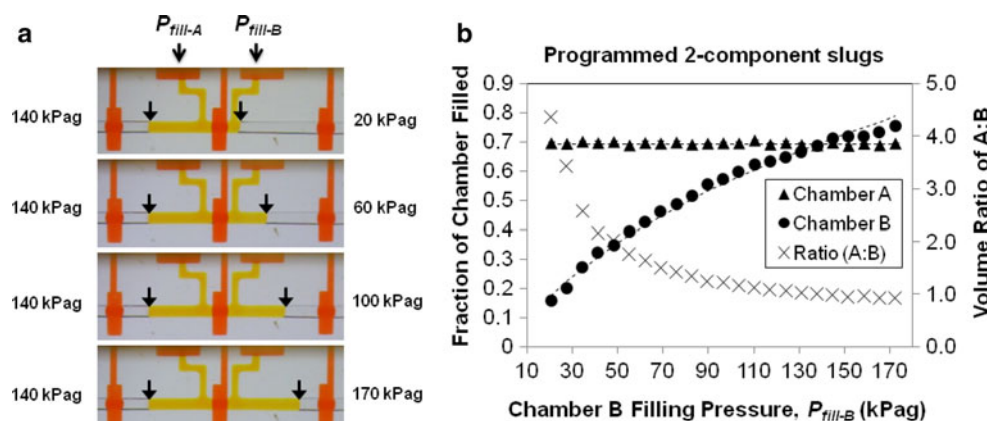 a
P_fill-A P_fill-B
140 kPag 20 kPag
140 kPag 60 kPag
140 kPag 100 kPag
140 kPag 170 kPag
b
Programmed 2-component slugs
Fraction of Chamber Filled
0.9
0.8
0.7
0.6
0.5
0.4
0.3
0.2
0.1
0
5.0
4.0
3.0
2.0
1.0
0.0
Volume Ratio of A:B
Chamber A
Chamber B
Ratio (A:B)
10 30 50 70 90 110 130 150 170
Chamber B Filling Pressure, P_fill-B (kPag)